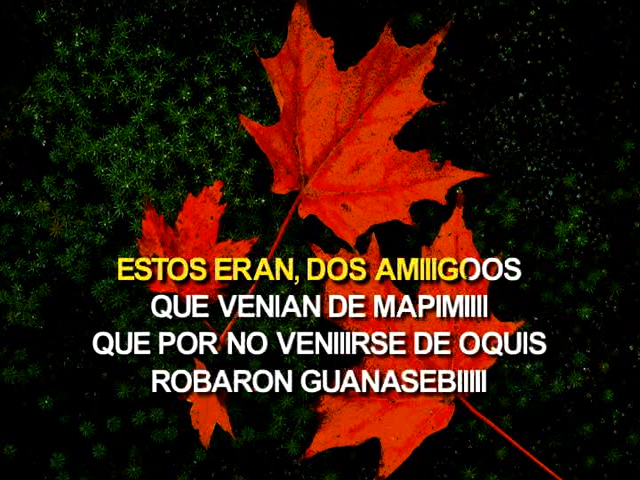 ESTOS ERAN, DOS AMIIIGOOS
QUE VENIAN DE MAPIMIIII
QUE POR NO VENIIIRSE DE OQUIS
ROBARON GUANASEBIIIII